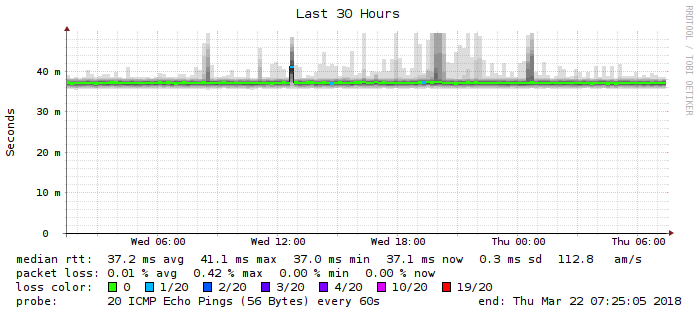 Last 30 Hours
RRDTOOL / TOBI OETIKER
Seconds
40 m
30 m
20 m
10 m
0
Wed 06:00 Wed 12:00 Wed 18:00 Thu 00:00 Thu 06:00
median rtt: 37.2 ms avg 41.1 ms max 37.0 ms min 37.1 ms now 0.3 ms sd 112.8 am/s
packet loss: 0.01 % avg 0.42 % max 0.00 % min 0.00 % now
loss color: 0 1/20 2/20 3/20 4/20 10/20 19/20
probe: 20 ICMP Echo Pings (56 Bytes) every 60s end: Thu Mar 22 07:25:05 2018